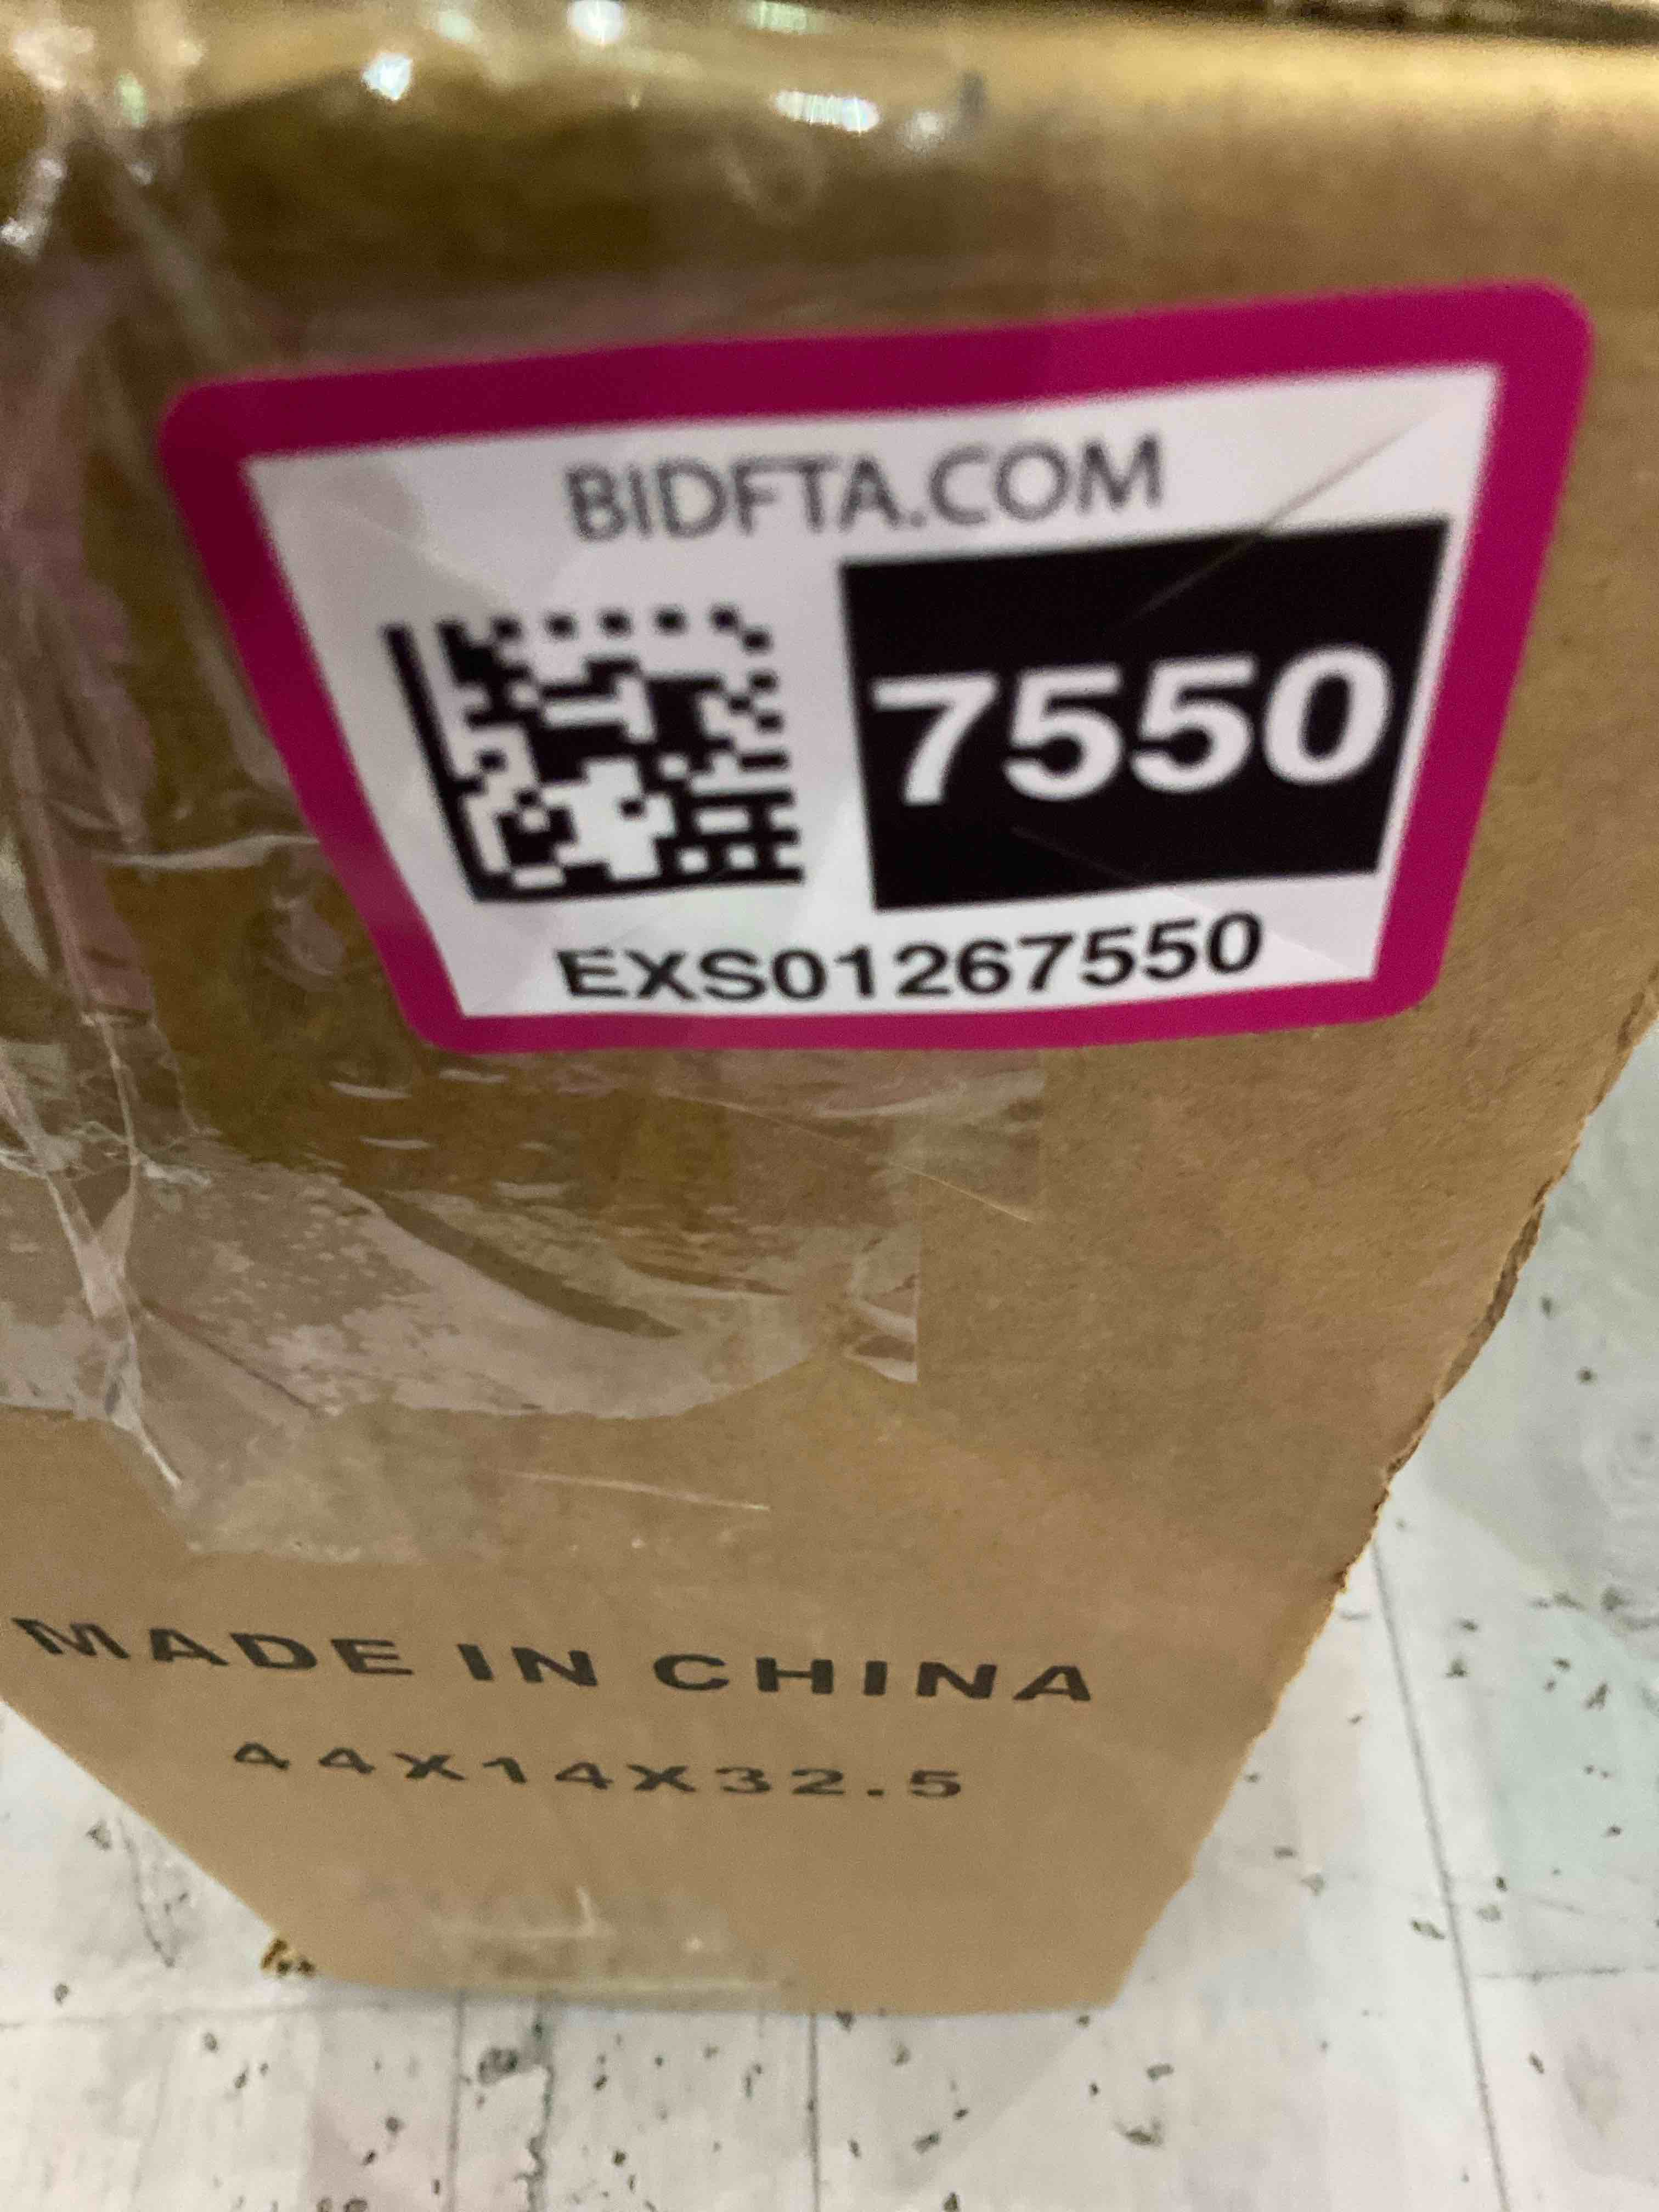 BIDFTA.COM
7550
EXS01267550
MADE IN CHINA
44X14X32.5